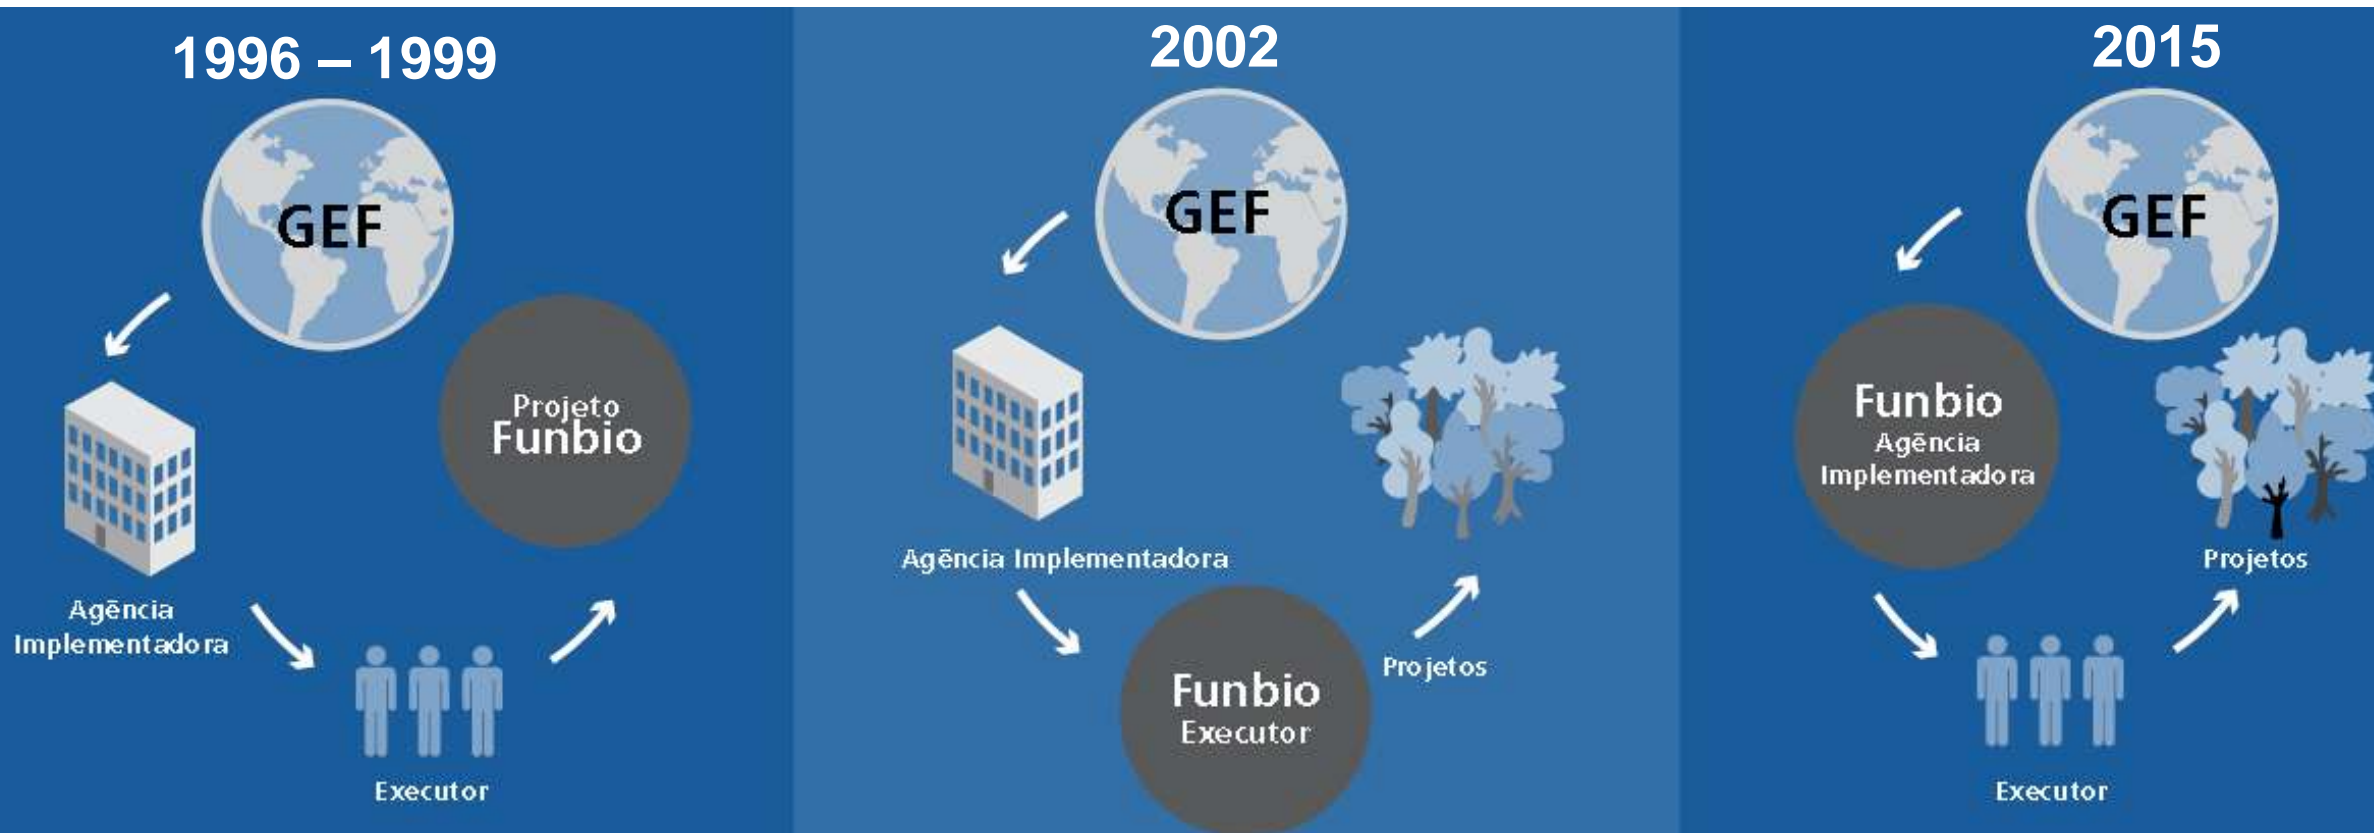 1996 – 1999
GEF
Projeto
Funbio
Agência
Implementadora
Executor
2002
GEF
Agência Implementadora
Funbio
Executor
Projetos
2015
GEF
Funbio
Agência
Implementadora
Projetos
Executor